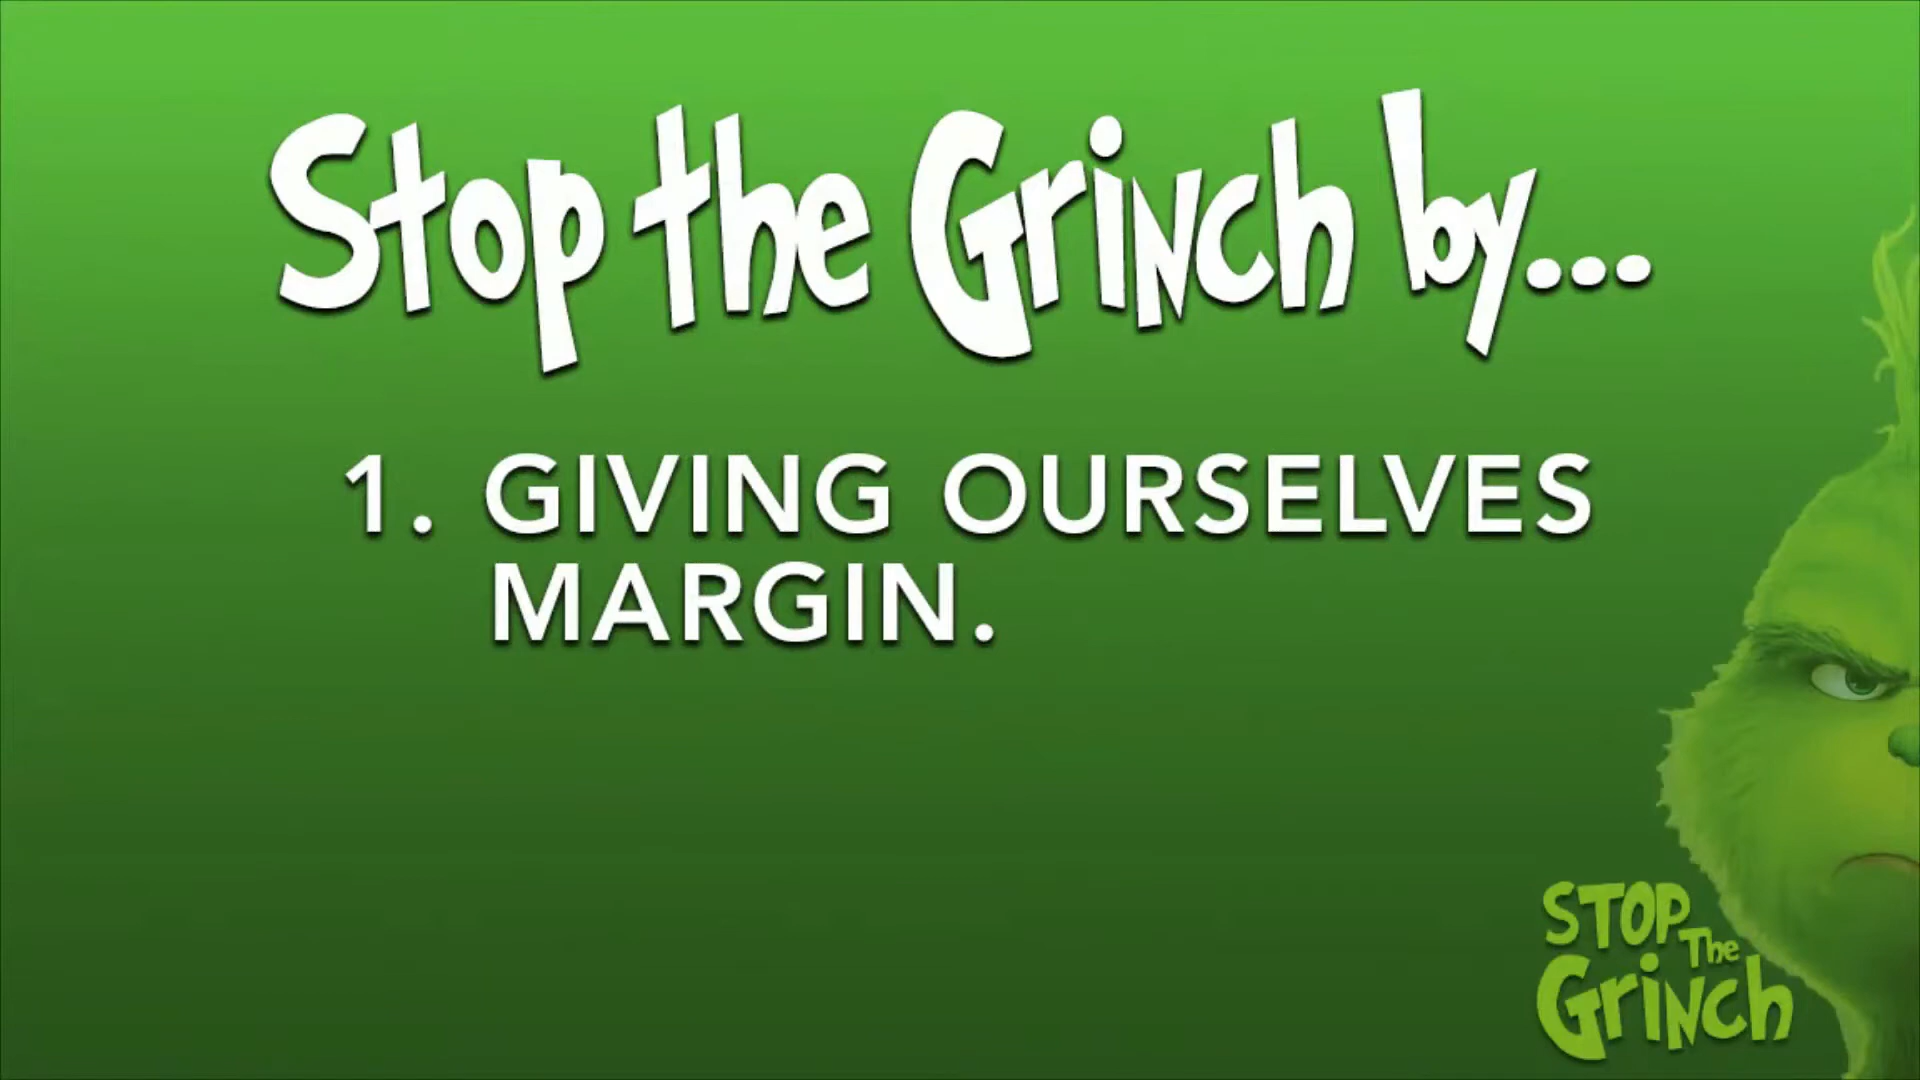 Stop the Grinch by...
1. GIVING OURSELVES
MARGIN.
STOP
The
Grinch